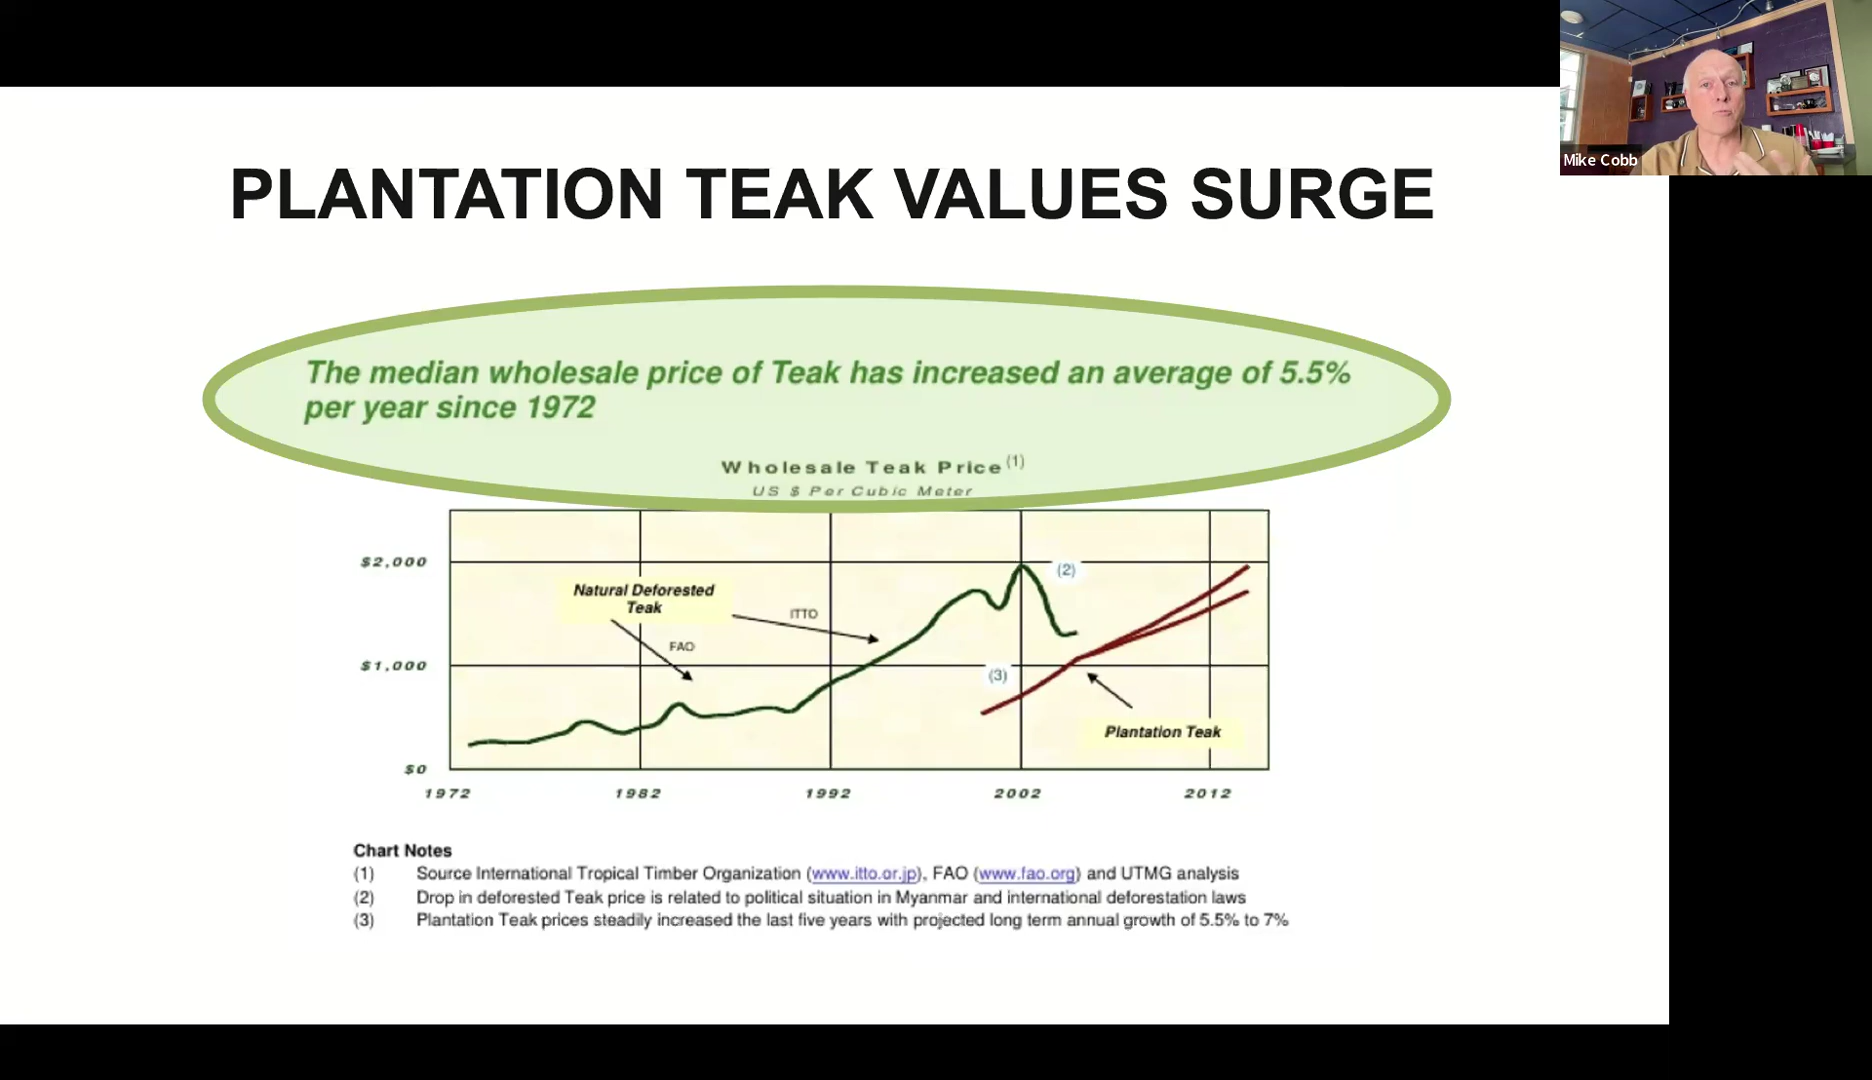 Mike Cobb
PLANTATION TEAK VALUES SURGE
The median wholesale price of Teak has increased an average of 5.5%
per year since 1972
Wholesale Teak Price (1)
US $ Per Cubic Meter
$2,000
$1,000
$0
Natural Deforested
Teak
ITTO
FAO
(2)
(3)
Plantation Teak
1972 1982 1992 2002 2012
Chart Notes
(1) Source International Tropical Timber Organization (www.itto.or.jp), FAO (www.fao.org) and UTMG analysis
(2) Drop in deforested Teak price is related to political situation in Myanmar and international deforestation laws
(3) Plantation Teak prices steadily increased the last five years with projected long term annual growth of 5.5% to 7%